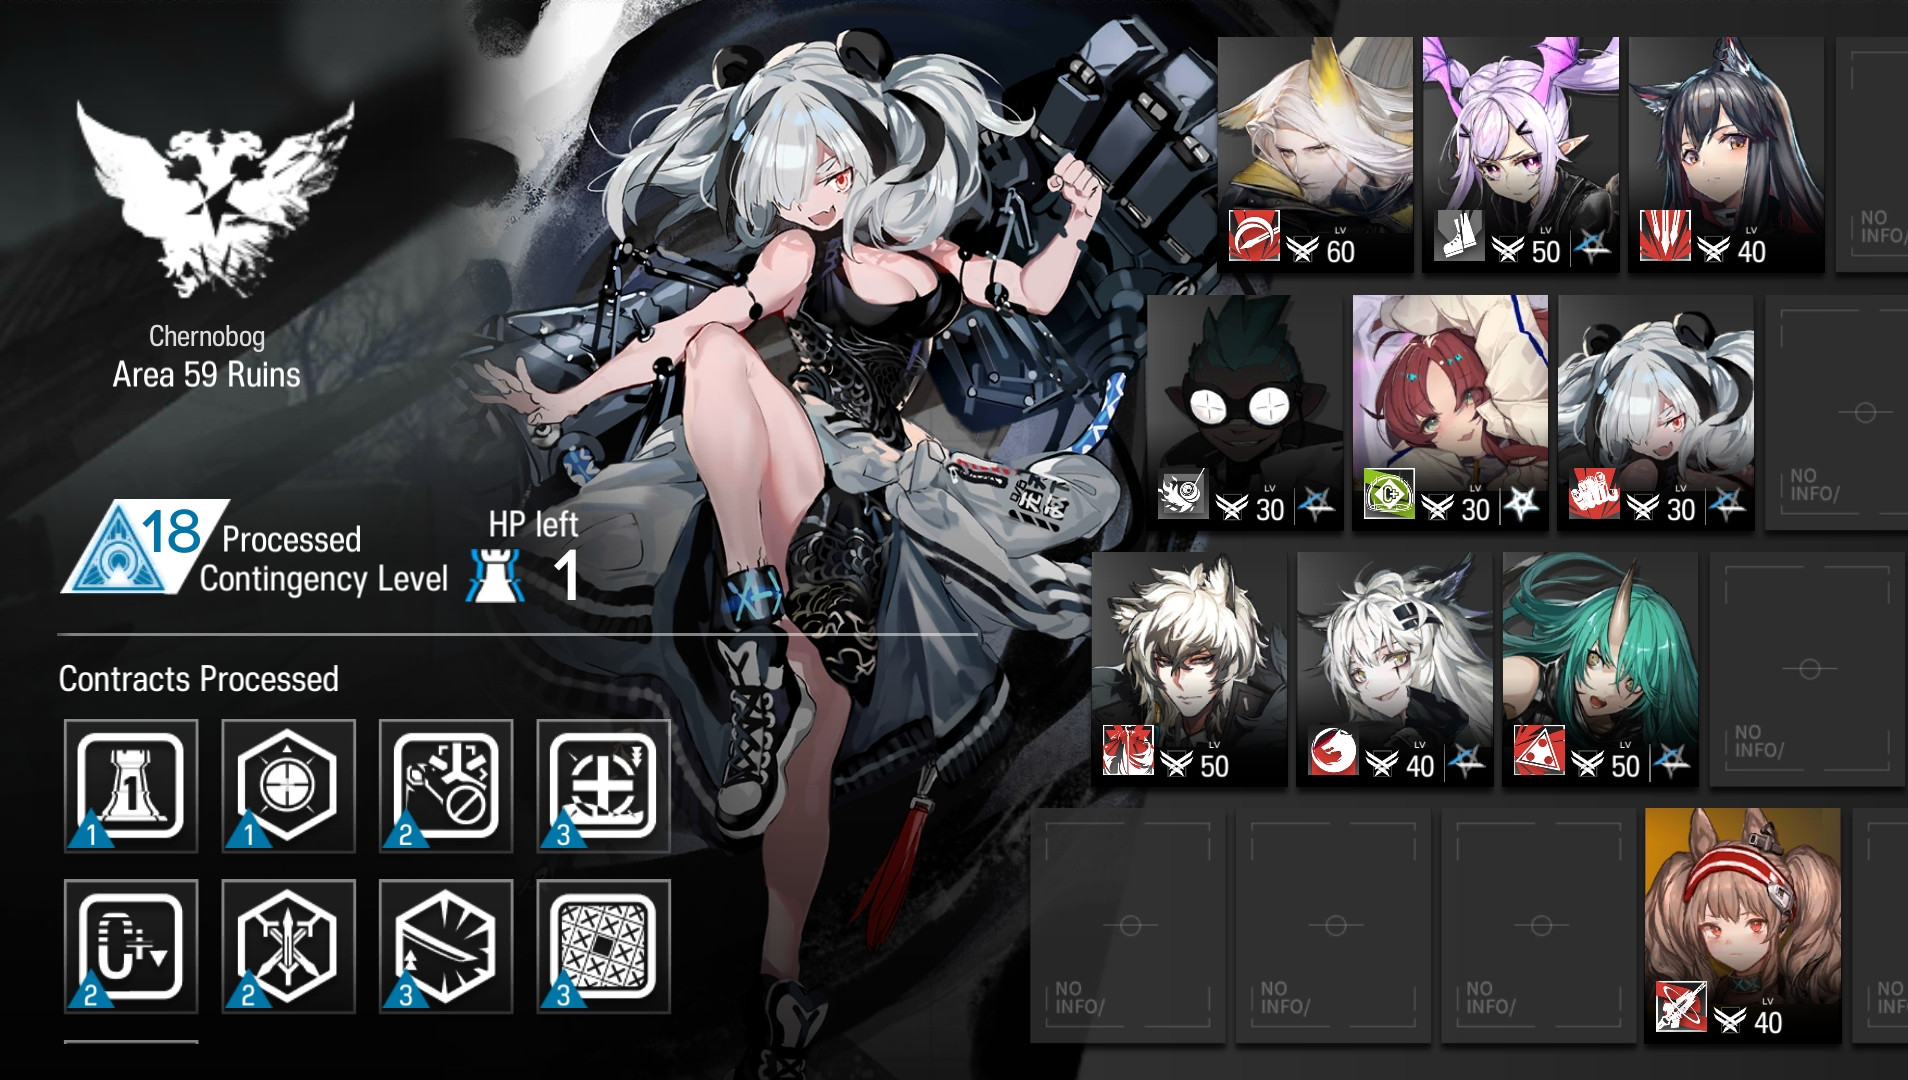 Chernobog
Area 59 Ruins
18
Processed
Contingency Level
HP left
1
Contracts Processed
1
1
1
2
3
2
2
3
3
LV
60
LV
50
LV
40
NO
INFO/
LV
30
LV
30
LV
30
NO
INFO/
LV
50
LV
40
LV
50
NO
INFO/
NO
INFO/
NO
INFO/
NO
INFO/
LV
40
NO